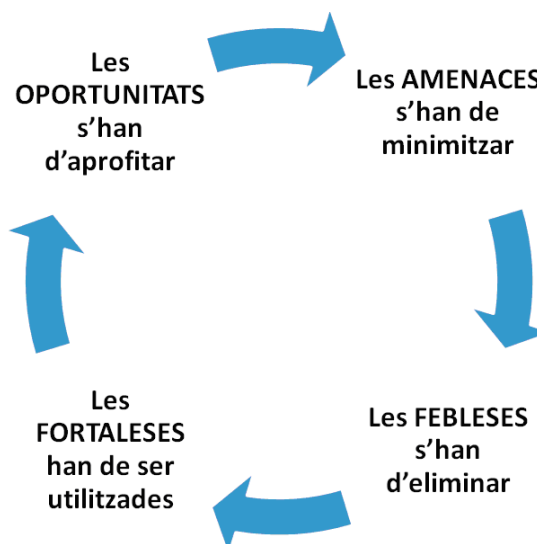 Les
OPORTUNITATS
s’han
d’aprofitar
Les AMENACES
s’han de
minimitzar
Les FEBLESES
s’han
d’eliminar
Les
FORTALESES
han de ser
utilitzades